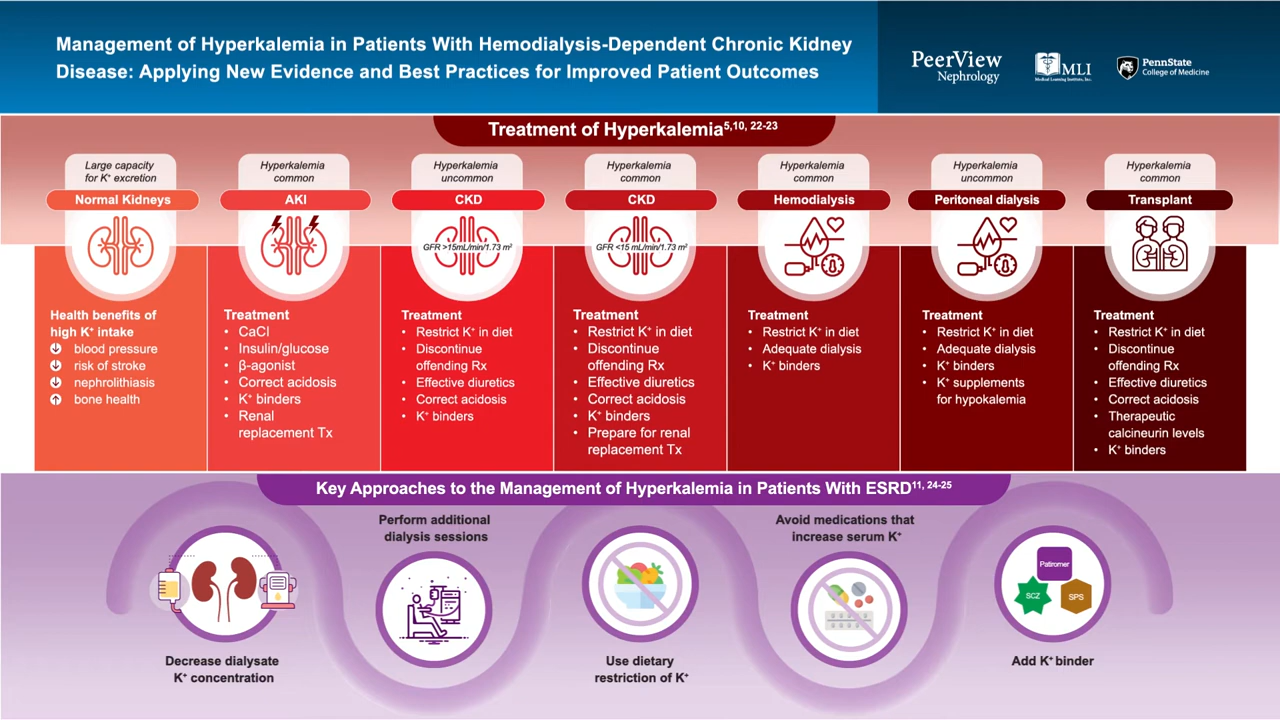 Management of Hyperkalemia in Patients With Hemodialysis-Dependent Chronic Kidney
Disease: Applying New Evidence and Best Practices for Improved Patient Outcomes
PeerView
Nephrology
MLI
Medical Learning Institute, Inc.
PennState
College of Medicine
Treatment of Hyperkalemia5,10, 22-23
Large capacity
for K+ excretion
Normal Kidneys
Health benefits of
high K+ intake
blood pressure
risk of stroke
nephrolithiasis
bone health
Hyperkalemia
common
AKI
Treatment
• CaCl
• Insulin/glucose
• β-agonist
• Correct acidosis
• K+ binders
• Renal
replacement Tx
Hyperkalemia
uncommon
CKD
GFR >15mL/min/1.73 m2
Treatment
• Restrict K+ in diet
• Discontinue
offending Rx
• Effective diuretics
• Correct acidosis
• K+ binders
Hyperkalemia
common
CKD
GFR <15 mL/min/1.73 m2
Treatment
• Restrict K+ in diet
• Discontinue
offending Rx
• Effective diuretics
• Correct acidosis
• K+ binders
• Prepare for renal
replacement Tx
Hyperkalemia
common
Hemodialysis
Treatment
• Restrict K+ in diet
• Adequate dialysis
• K+ binders
Hyperkalemia
uncommon
Peritoneal dialysis
Treatment
• Restrict K+ in diet
• Adequate dialysis
• K+ binders
• K+ supplements
for hypokalemia
Hyperkalemia
common
Transplant
Treatment
• Restrict K+ in diet
• Discontinue
offending Rx
• Effective diuretics
• Correct acidosis
• Therapeutic
calcineurin levels
• K+ binders
Key Approaches to the Management of Hyperkalemia in Patients With ESRD11, 24-25
Decrease dialysate
K+ concentration
Perform additional
dialysis sessions
Use dietary
restriction of K+
Avoid medications that
increase serum K+
Patiromer
SCZ
SPS
Add K+ binder